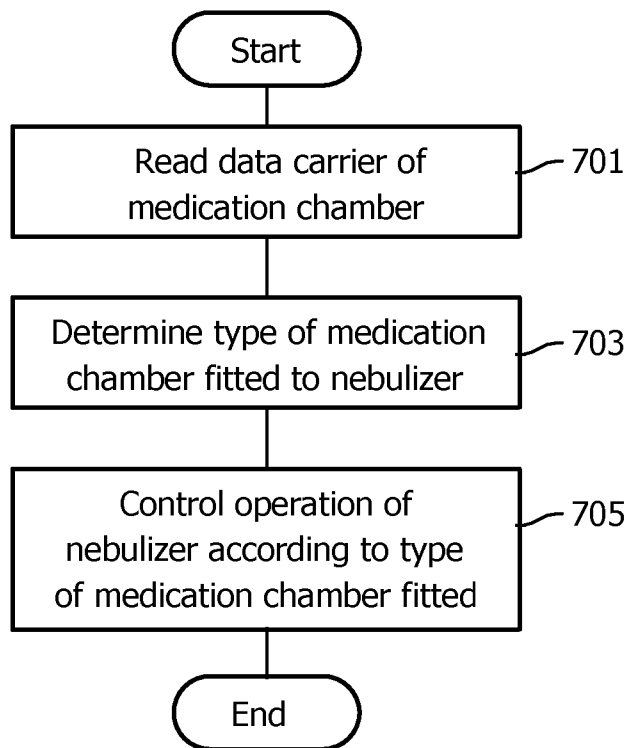 Start
Read data carrier of
medication chamber
701
Determine type of medication
chamber fitted to nebulizer
703
Control operation of
nebulizer according to type
of medication chamber fitted
705
End